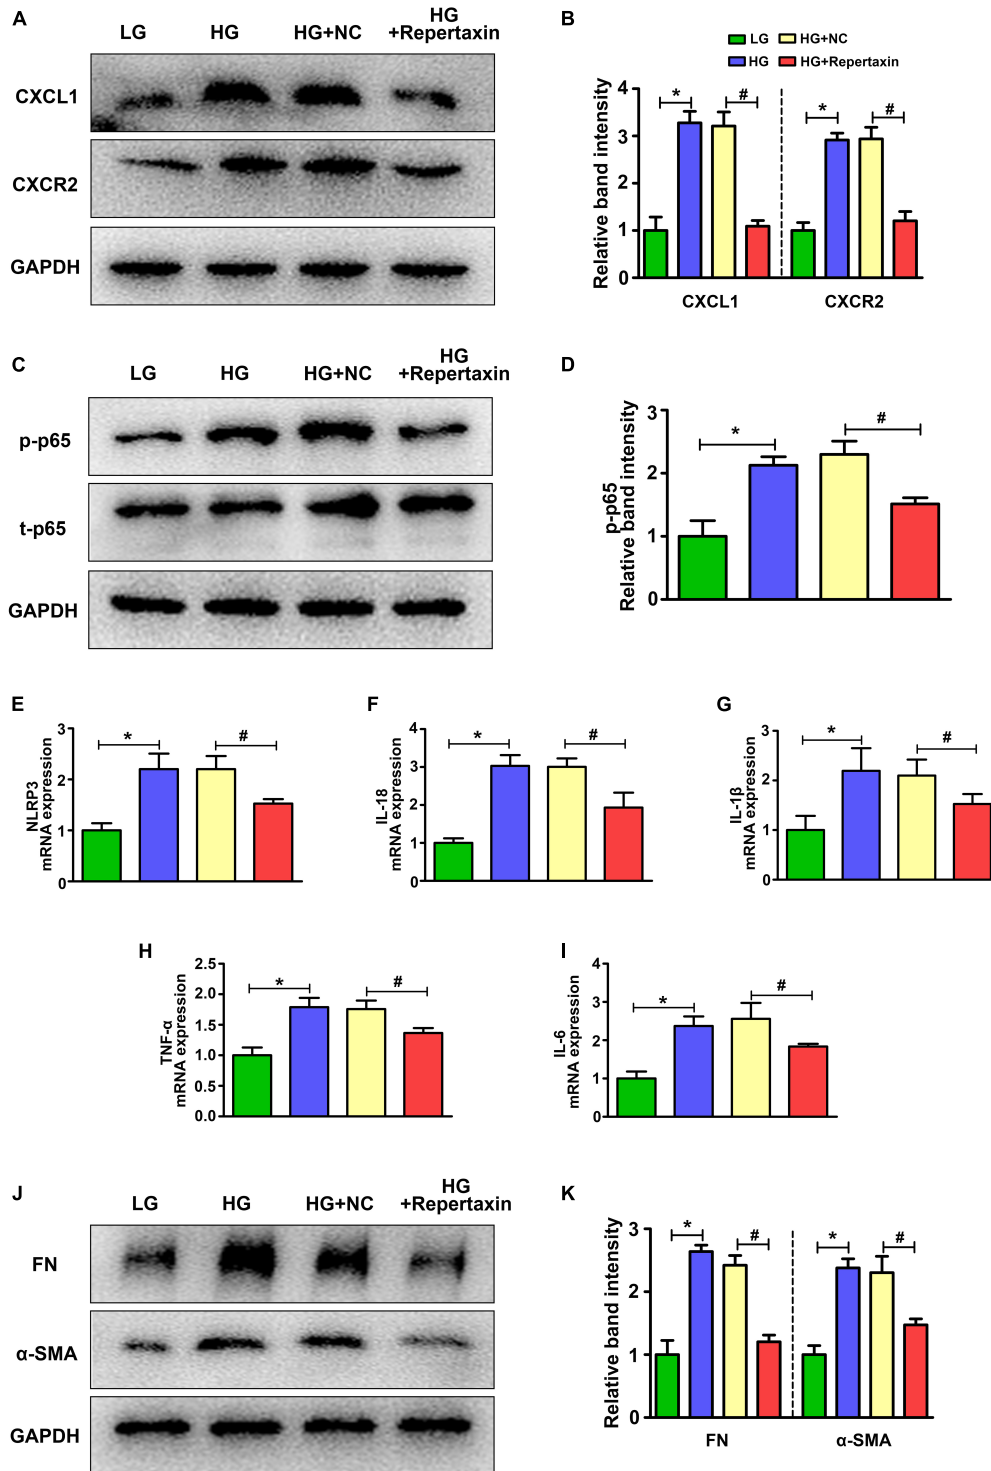 A
LG
HG
HG+NC
HG
+Repertaxin
CXCL1
CXCR2
GAPDH
B
LG
HG+NC
HG
HG+Repertaxin
Relative band intensity
4
3
2
1
0
*
#
*
#
CXCL1
CXCR2
C
LG
HG
HG+NC
HG
+Repertaxin
p-p65
t-p65
GAPDH
D
p-p65
Relative band intensity
3
2
1
0
*
#
E
NLRP3
mRNA expression
3
2
1
0
*
#
F
IL-18
mRNA expression
4
3
2
1
0
*
#
G
IL-1β
mRNA expression
3
2
1
0
*
#
H
TNF-α
mRNA expression
2.5
2.0
1.5
1.0
0.5
0.0
*
#
I
IL-6
mRNA expression
4
3
2
1
0
*
#
J
LG
HG
HG+NC
HG
+Repertaxin
FN
α-SMA
GAPDH
K
Relative band intensity
3
2
1
0
*
#
*
#
FN
α-SMA